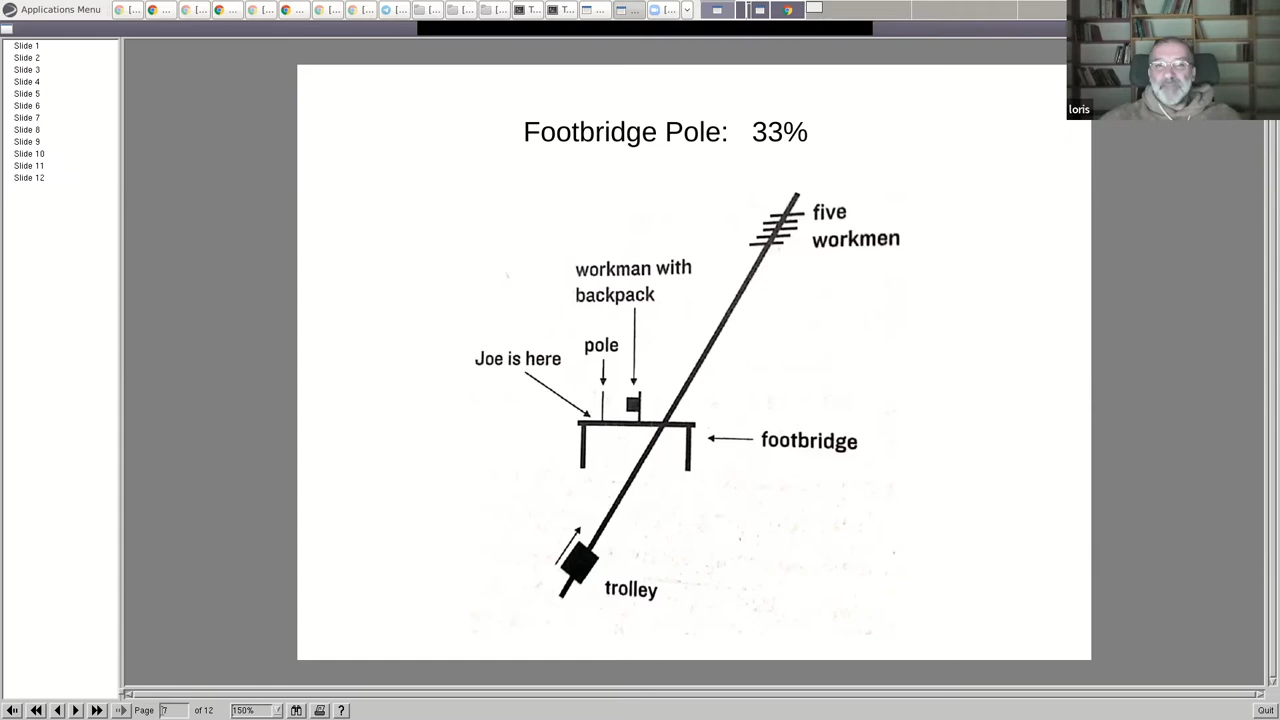 Applications Menu
[...
[...
[...
[...
[...
[...
[...
[...
[...
[...
[...
[...
T...
T...
...
...
[...
loris
Slide 1
Slide 2
Slide 3
Slide 4
Slide 5
Slide 6
Slide 7
Slide 8
Slide 9
Slide 10
Slide 11
Slide 12
Footbridge Pole: 33%
five
workmen
workman with
backpack
pole
Joe is here
footbridge
trolley
Page 7 of 12 150% ? Quit